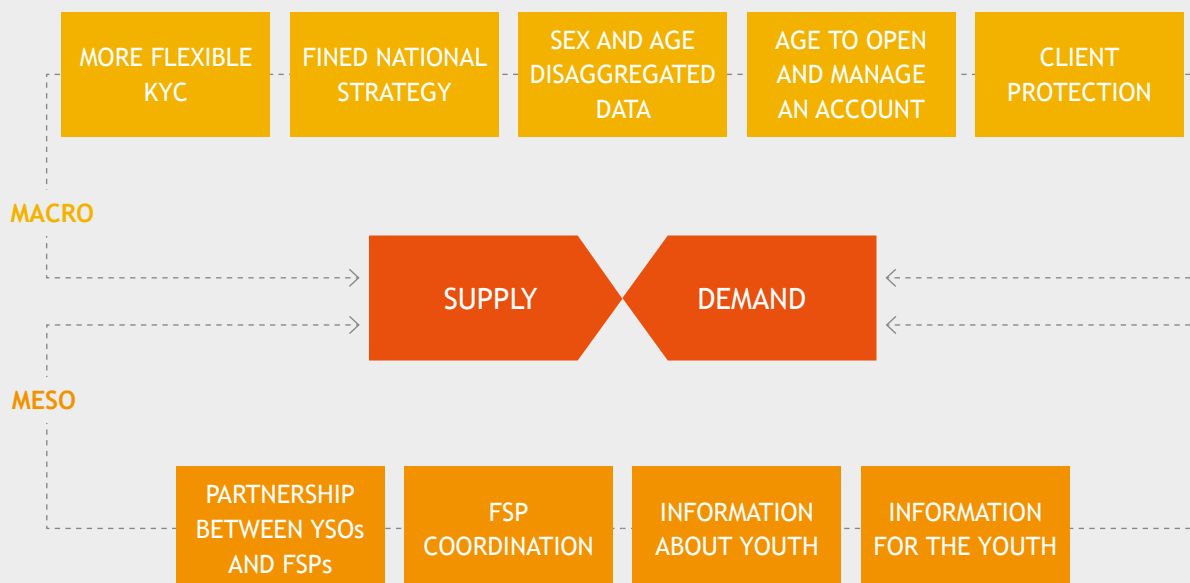 MORE FLEXIBLE
KYC
FINED NATIONAL
STRATEGY
SEX AND AGE
DISAGGREGATED
DATA
AGE TO OPEN
AND MANAGE
AN ACCOUNT
CLIENT
PROTECTION
MACRO
SUPPLY
DEMAND
MESO
PARTNERSHIP
BETWEEN YSOs
AND FSPs
FSP
COORDINATION
INFORMATION
ABOUT YOUTH
INFORMATION
FOR THE YOUTH